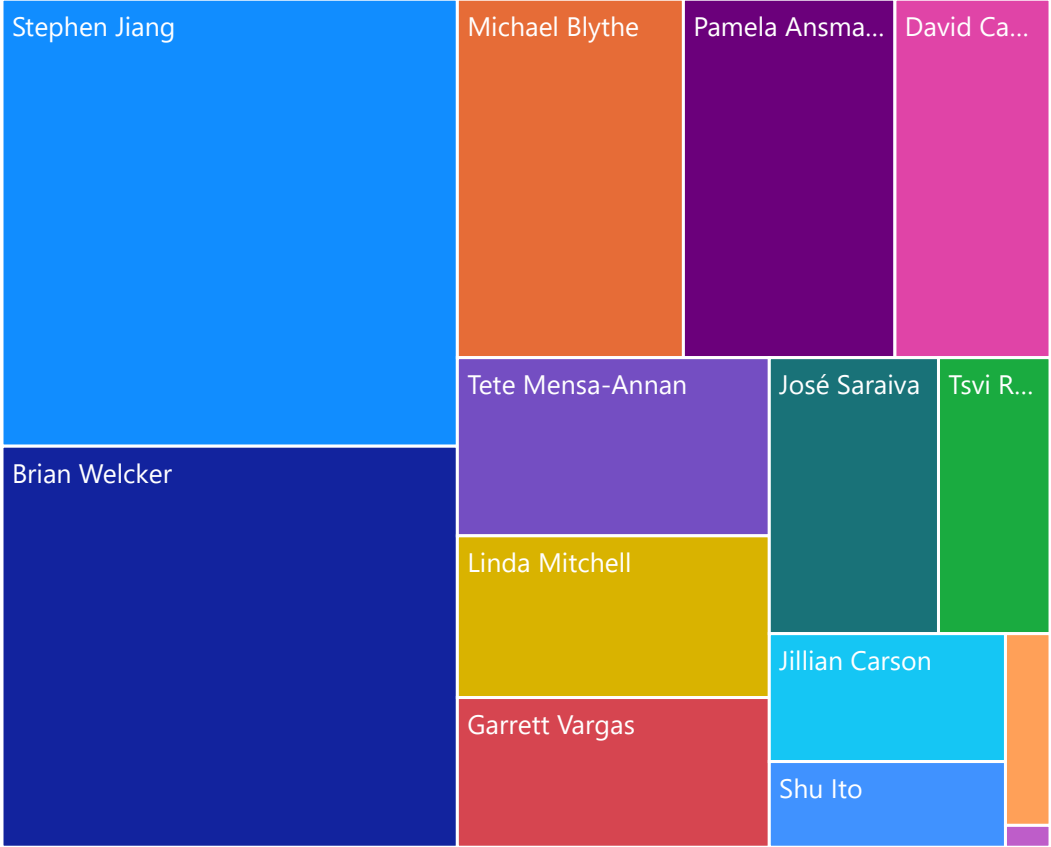 Stephen Jiang
Michael Blythe
Pamela Ansma...
David Ca...
Tete Mensa-Annan
José Saraiva
Tsvi R...
Brian Welcker
Linda Mitchell
Jillian Carson
Garrett Vargas
Shu Ito